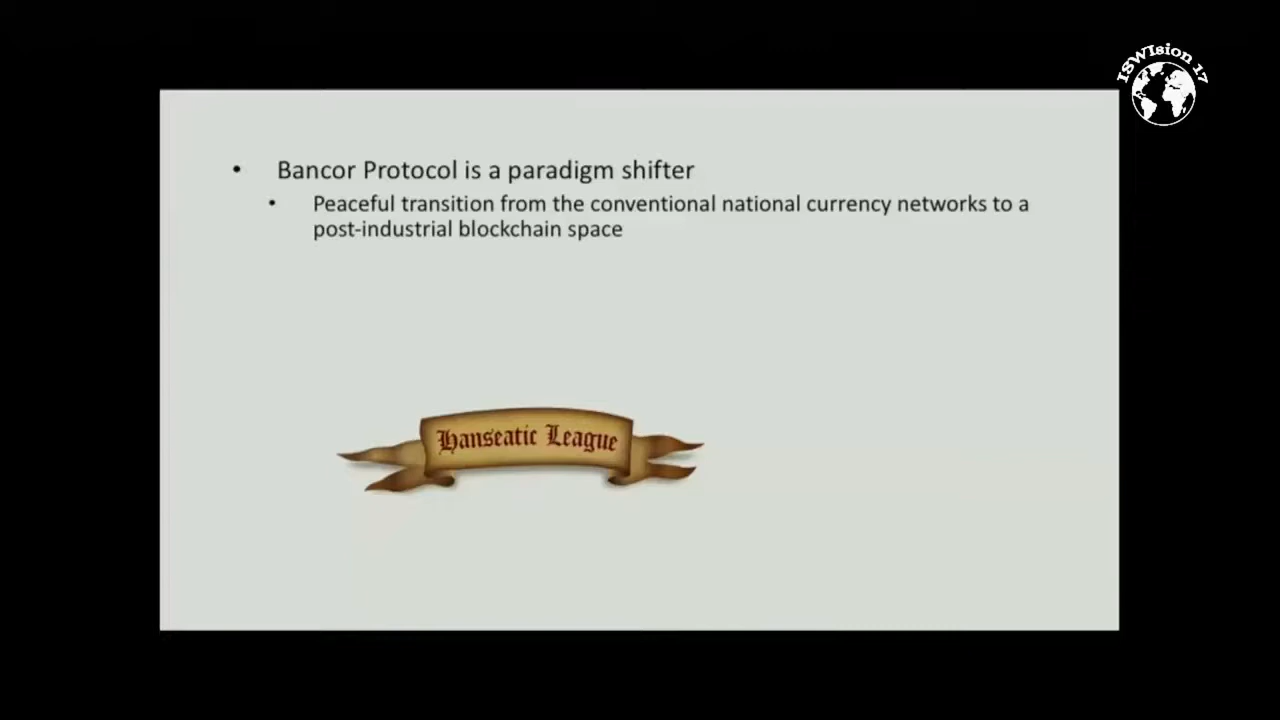 ISWIsion 17
• Bancor Protocol is a paradigm shifter
• Peaceful transition from the conventional national currency networks to a
post-industrial blockchain space
Hanseatic League